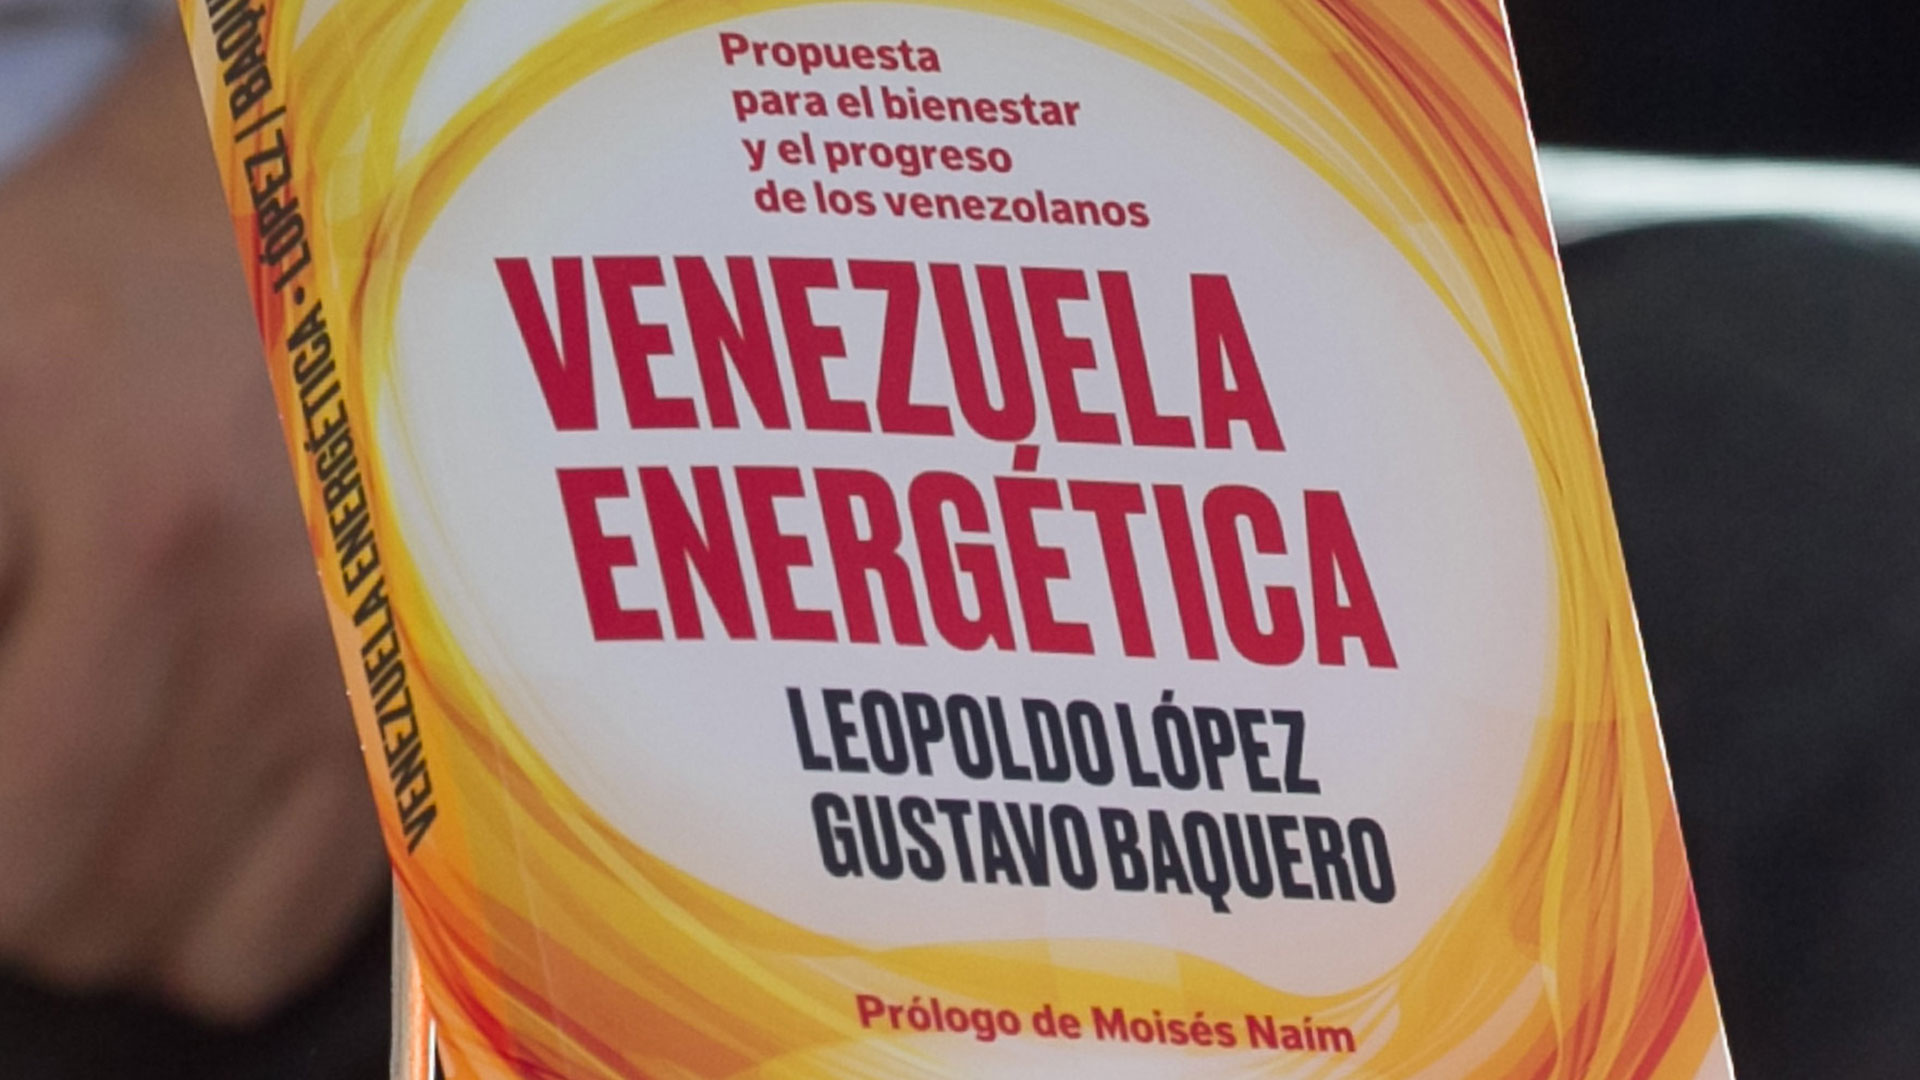 Propuesta
para el bienestar
y el progreso
de los venezolanos
VENEZUELA
ENERGÉTICA
LEOPOLDO LÓPEZ
GUSTAVO BAQUERO
Prólogo de Moisés Naím
VENEZUELA ENERGÉTICA • LÓPEZ |